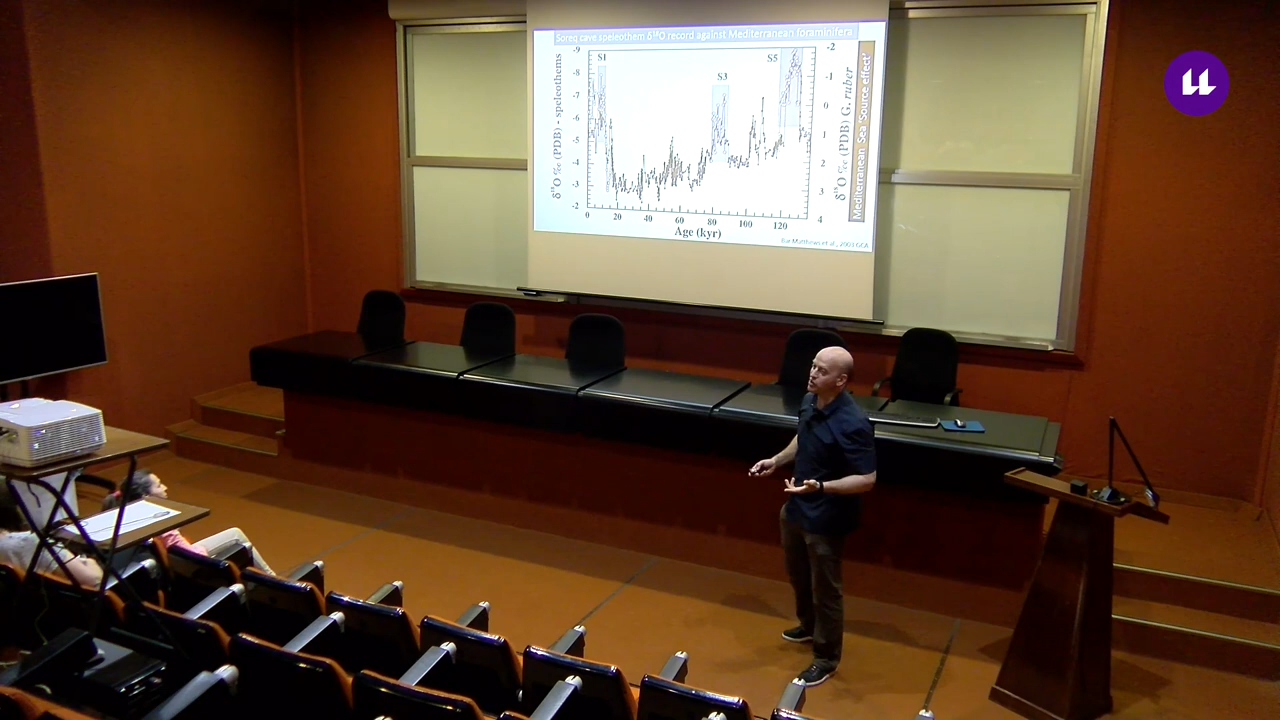 Soreq cave speleothem δ¹⁸O record against Mediterranean foraminifera
δ¹⁸O ‰ (PDB) - speleothems
-9
-8
-7
-6
-5
-4
-3
-2
S1
S3
S5
0 20 40 60 80 100 120
Age (kyr)
-2
0
1
2
3
4
δ¹⁸O ‰ (PDB) G. ruber
Mediterranean Sea 'Source effect'
Bar Matthews et al., 2003 GCA